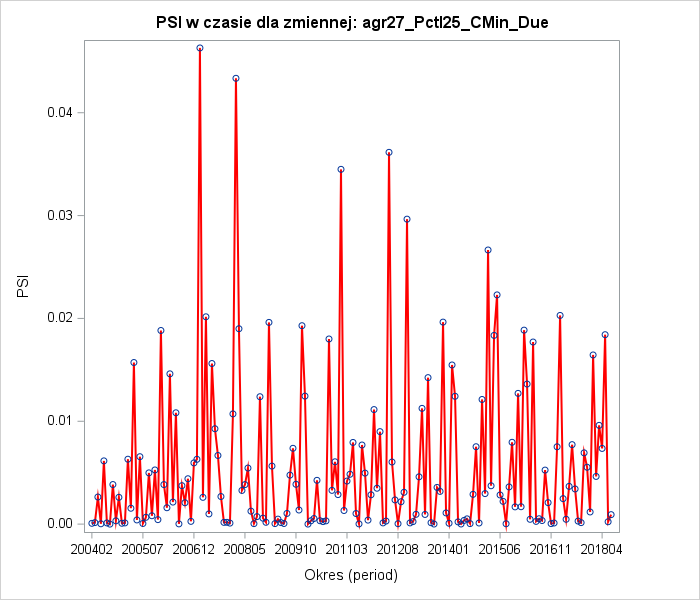 PSI w czasie dla zmiennej: agr27_Pctl25_CMin_Due
0.04
0.03
0.02
0.01
0.00
PSI
200402 200507 200612 200805 200910 201103 201208 201401 201506 201611 201804
Okres (period)